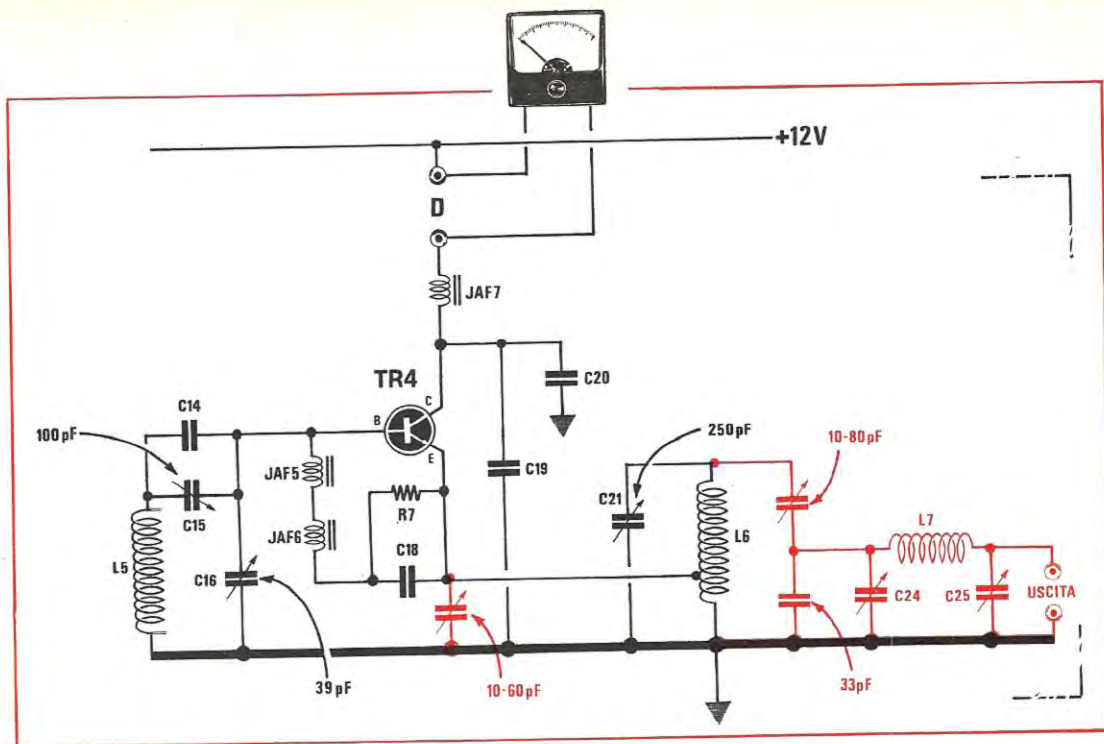 +12V
D
JAF7
TR4
C
B
E
C20
C14
100pF
C15
JAF5
JAF6
R7
C18
C19
250pF
C21
L6
10-80pF
L7
L5
C16
C24
C25
USCITA
39pF
10-60pF
33pF